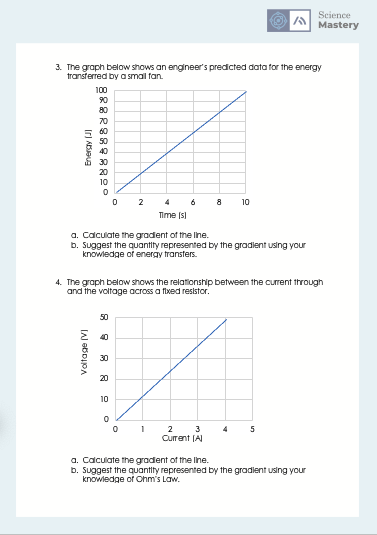 Science
Mastery
3. The graph below shows an engineer's predicted data for the energy
transferred by a small fan.
100
90
80
70
60
50
40
30
20
10
0
Energy (J)
0 2 4 6 8 10
Time (s)
a. Calculate the gradient of the line.
b. Suggest the quantity represented by the gradient using your
knowledge of energy transfers.
4. The graph below shows the relationship between the current through
and the voltage across a fixed resistor.
50
40
30
20
10
0
Voltage (V)
0 1 2 3 4 5
Current (A)
a. Calculate the gradient of the line.
b. Suggest the quantity represented by the gradient using your
knowledge of Ohm's Law.